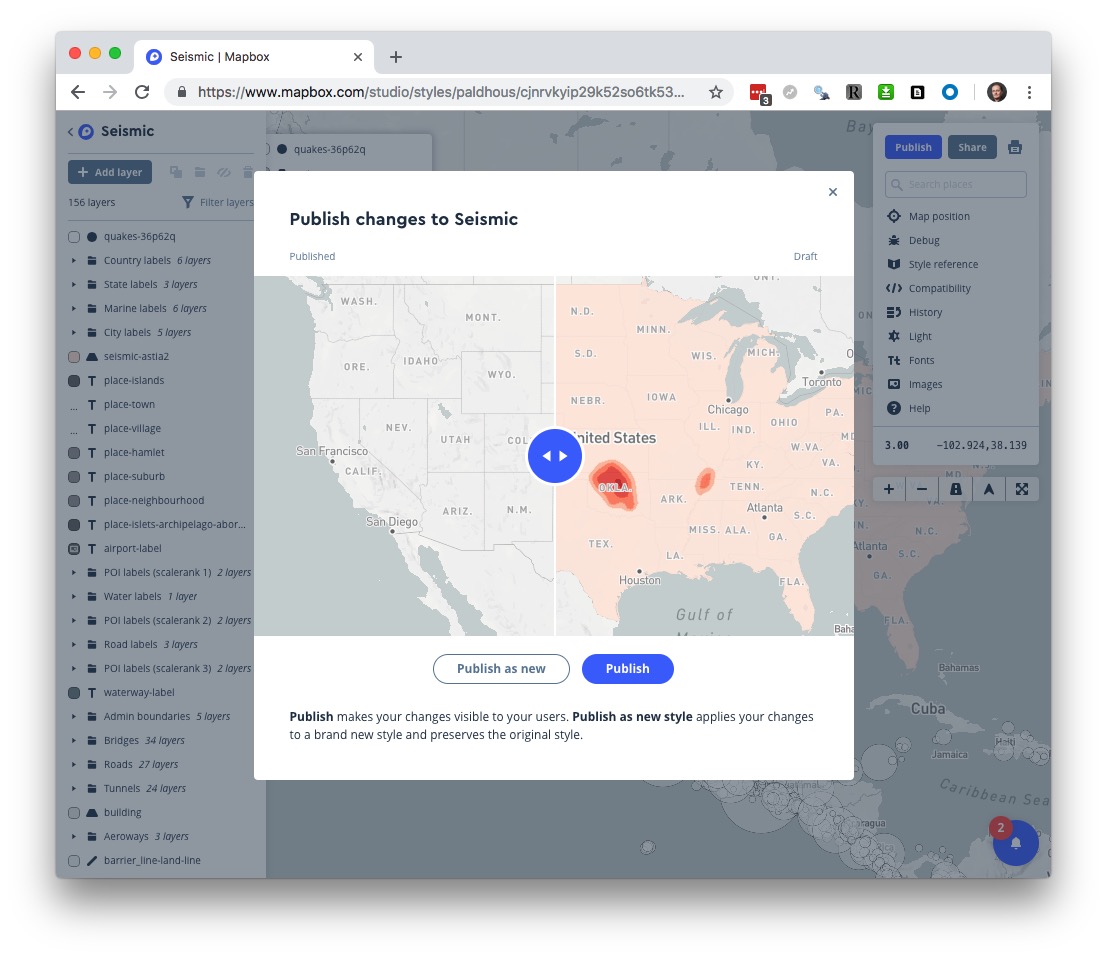 Seismic | Mapbox
https://www.mapbox.com/studio/styles/paldhous/cjnrvkyip29k52so6tk53...
3
Seismic
Add layer
156 layers
Filter layers
quakes-36p62q
Country labels 6 layers
State labels 3 layers
Marine labels 6 layers
City labels 5 layers
seismic-astia2
place-islands
place-town
place-village
place-hamlet
place-suburb
place-neighbourhood
place-islets-archipelago-abor...
airport-label
POI labels (scalerank 1) 2 layers
Water labels 1 layer
POI labels (scalerank 2) 2 layers
Road labels 3 layers
POI labels (scalerank 3) 2 layers
waterway-label
Admin boundaries 5 layers
Bridges 34 layers
Roads 27 layers
Tunnels 24 layers
building
Aeroways 3 layers
barrier_line-land-line
quakes-36p62q
Publish changes to Seismic
Published
Draft
WASH.
MONT.
ORE.
IDAHO
WYO.
NEV.
UTAH
San Francisco
CALIF.
San Diego
ARIZ.
N.M.
N.D.
MINN.
ONT.
S.D.
WIS.
MICH.
Toronto
NEBR.
IOWA
Chicago
ILL.
IND.
OHIO
PA.
United States
W.VA.
KY.
VA.
OKLA.
ARK.
TENN.
N.C.
Atlanta
S.C.
MISS.
ALA.
GA.
TEX.
LA.
Houston
FLA.
Gulf of
Mexico
Publish as new
Publish
Publish makes your changes visible to your users. Publish as new style applies your changes
to a brand new style and preserves the original style.
Bay
Publish
Share
Search places
Map position
Debug
Style reference
Compatibility
History
Light
Fonts
Images
Help
3.00
-102.924,38.139
N.C.
Atlanta
S.C.
GA.
FLA.
Bahamas
Cuba
Haiti
Jamaica
Caribbean Sea
2